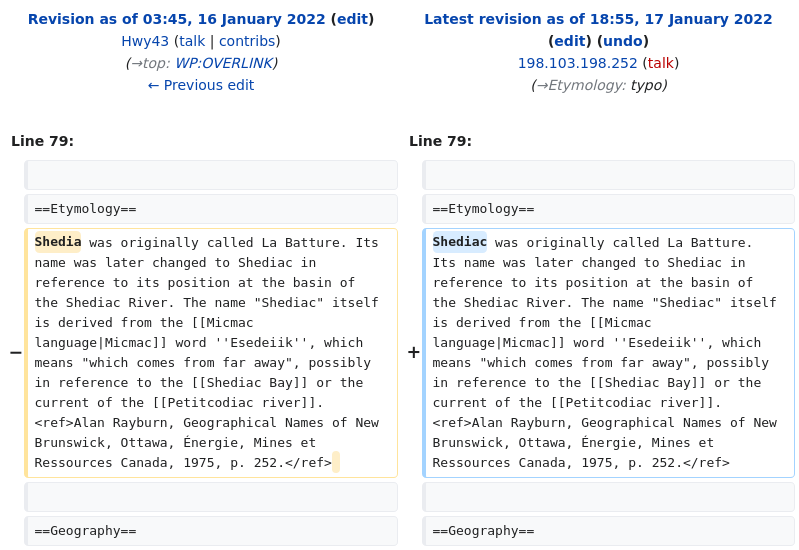 Revision as of 03:45, 16 January 2022 (edit)
Hwy43 (talk | contribs)
(→top: WP:OVERLINK)
← Previous edit
Latest revision as of 18:55, 17 January 2022
(edit) (undo)
198.103.198.252 (talk)
(→Etymology: typo)
Line 79:
Line 79:
==Etymology==
==Etymology==
−
Shedia was originally called La Batture. Its
name was later changed to Shediac in
reference to its position at the basin of
the Shediac River. The name "Shediac" itself
is derived from the [[Micmac
language|Micmac]] word ''Esedeiik'', which
means "which comes from far away", possibly
in reference to the [[Shediac Bay]] or the
current of the [[Petitcodiac river]].
<ref>Alan Rayburn, Geographical Names of New
Brunswick, Ottawa, Énergie, Mines et
Ressources Canada, 1975, p. 252.</ref>
+
Shediac was originally called La Batture.
Its name was later changed to Shediac in
reference to its position at the basin of
the Shediac River. The name "Shediac" itself
is derived from the [[Micmac
language|Micmac]] word ''Esedeiik'', which
means "which comes from far away", possibly
in reference to the [[Shediac Bay]] or the
current of the [[Petitcodiac river]].
<ref>Alan Rayburn, Geographical Names of New
Brunswick, Ottawa, Énergie, Mines et
Ressources Canada, 1975, p. 252.</ref>
==Geography==
==Geography==